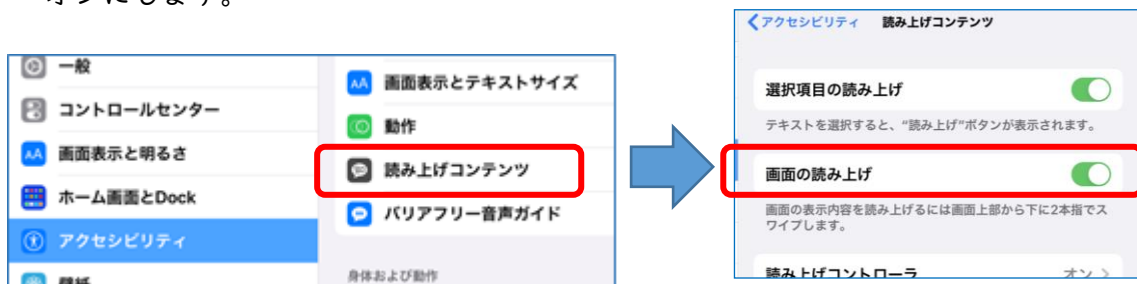 オンにします。
一般
コントロールセンター
画面表示と明るさ
ホーム画面とDock
アクセシビリティ
壁紙
画面表示とテキストサイズ
動作
読み上げコンテンツ
バリアフリー音声ガイド
身体および動作
アクセシビリティ 読み上げコンテンツ
選択項目の読み上げ
テキストを選択すると、“読み上げ”ボタンが表示されます。
画面の読み上げ
画面の表示内容を読み上げるには画面上部から下に2本指でス
ワイプします。
読み上げコントローラ オン